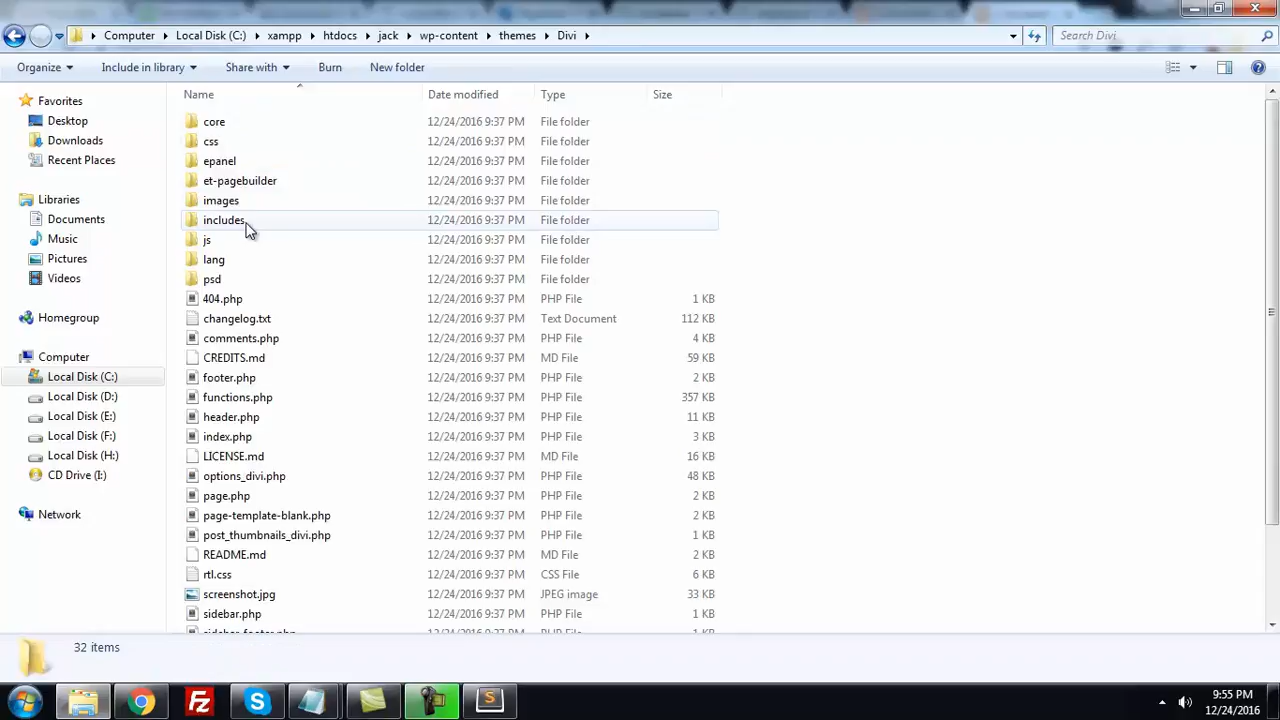 Computer Local Disk (C:) xampp htdocs jack wp-content themes Divi Search Divi
Organize Include in library Share with Burn New folder
Name Date modified Type Size
Favorites
Desktop
Downloads
Recent Places
Libraries
Documents
Music
Pictures
Videos
Homegroup
Computer
Local Disk (C:)
Local Disk (D:)
Local Disk (E:)
Local Disk (F:)
Local Disk (H:)
CD Drive (I:)
Network
core 12/24/2016 9:37 PM File folder
css 12/24/2016 9:37 PM File folder
epanel 12/24/2016 9:37 PM File folder
et-pagebuilder 12/24/2016 9:37 PM File folder
images 12/24/2016 9:37 PM File folder
includes 12/24/2016 9:37 PM File folder
js 12/24/2016 9:37 PM File folder
lang 12/24/2016 9:37 PM File folder
psd 12/24/2016 9:37 PM File folder
404.php 12/24/2016 9:37 PM PHP File 1 KB
changelog.txt 12/24/2016 9:37 PM Text Document 112 KB
comments.php 12/24/2016 9:37 PM PHP File 4 KB
CREDITS.md 12/24/2016 9:37 PM MD File 59 KB
footer.php 12/24/2016 9:37 PM PHP File 2 KB
functions.php 12/24/2016 9:37 PM PHP File 357 KB
header.php 12/24/2016 9:37 PM PHP File 11 KB
index.php 12/24/2016 9:37 PM PHP File 3 KB
LICENSE.md 12/24/2016 9:37 PM MD File 16 KB
options_divi.php 12/24/2016 9:37 PM PHP File 48 KB
page.php 12/24/2016 9:37 PM PHP File 2 KB
page-template-blank.php 12/24/2016 9:37 PM PHP File 2 KB
post_thumbnails_divi.php 12/24/2016 9:37 PM PHP File 1 KB
README.md 12/24/2016 9:37 PM MD File 2 KB
rtl.css 12/24/2016 9:37 PM CSS File 6 KB
screenshot.jpg 12/24/2016 9:37 PM JPEG image 33 KB
sidebar.php 12/24/2016 9:37 PM PHP File 1 KB
sidebar-footer.php 12/24/2016 9:37 PM PHP File 1 KB
32 items
9:55 PM
12/24/2016